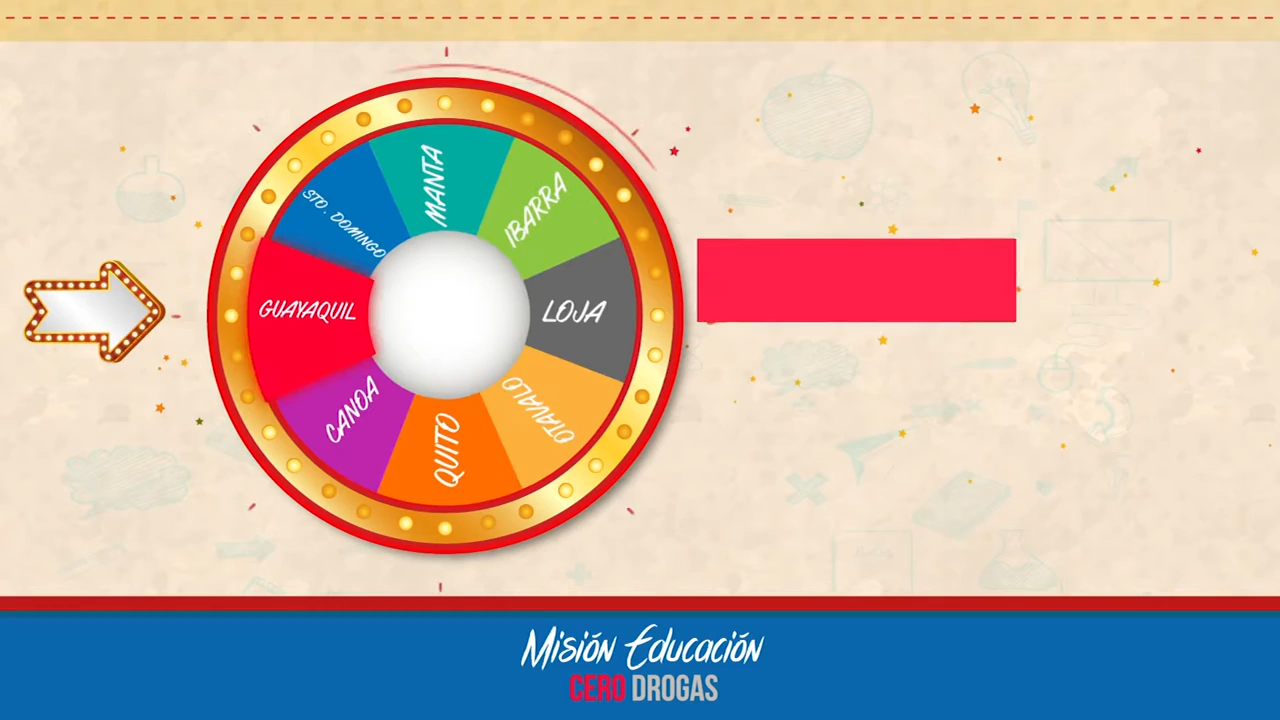 MANTA
IBARRA
STO. DOMINGO
GUAYAQUIL
LOJA
CANOA
QUITO
OTAVALO
Misión Educación
CERO DROGAS